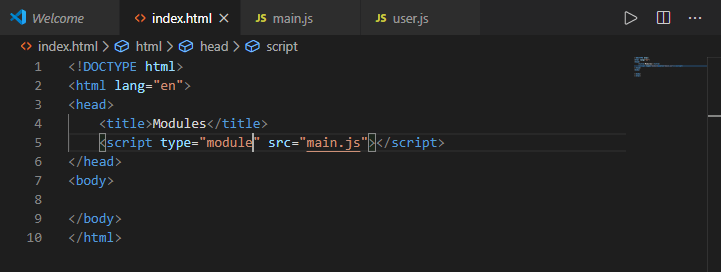 Welcome index.html main.js user.js
index.html > html > head > script
1 <!DOCTYPE html>
2 <html lang="en">
3 <head>
4     <title>Modules</title>
5     <script type="module" src="main.js"></script>
6 </head>
7 <body>
8
9 </body>
10 </html>